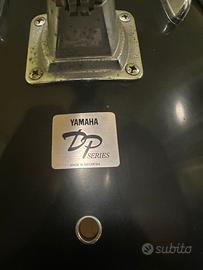 YAMAHA
DP
SERIES
MADE IN INDONESIA
subito